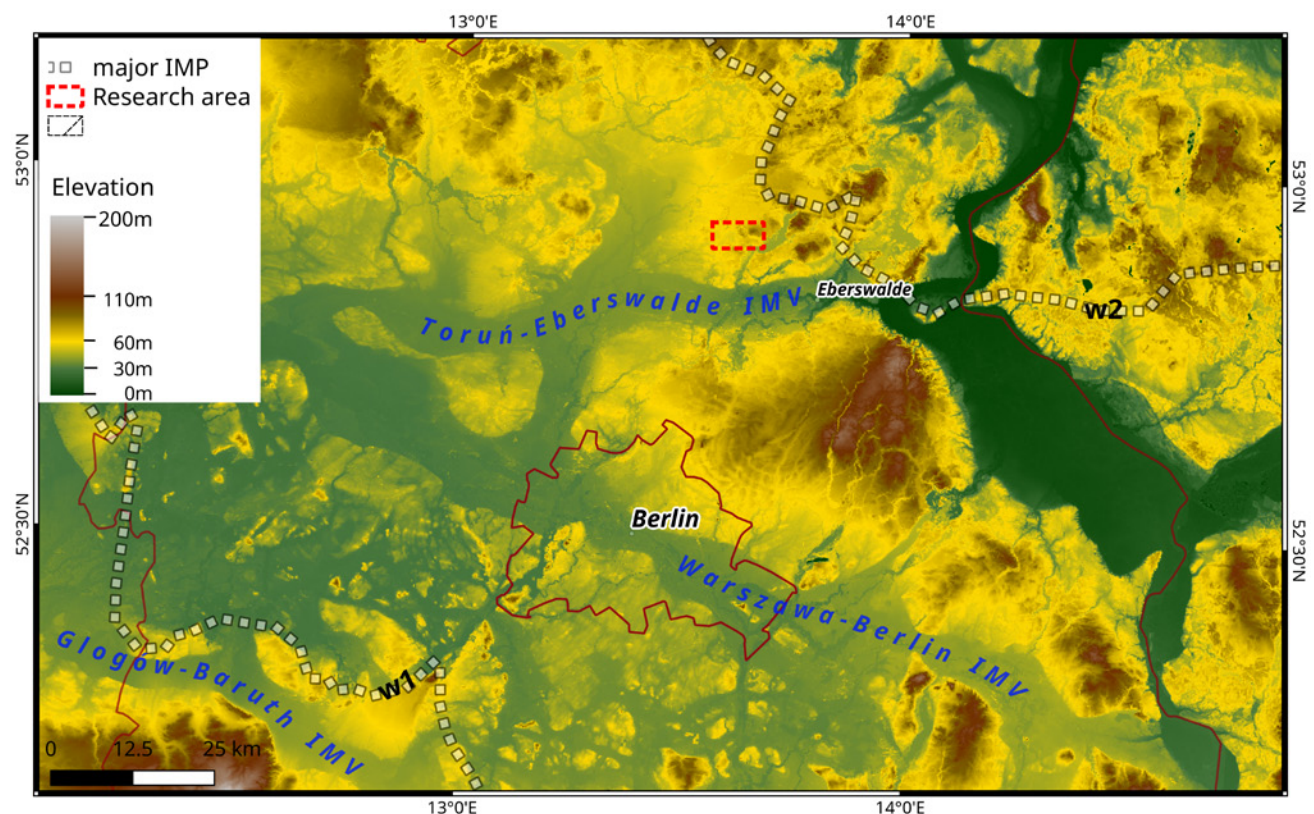 13°0'E
14°0'E
major IMP
Research area
53°0'N
53°0'N
Elevation
200m
110m
60m
30m
0m
Eberswalde
Toruń-Eberswalde IMV
w2
Berlin
52°30'N
52°30'N
Warszawa-Berlin IMV
Glogów-Baruth IMV
w1
0
12.5
25 km
13°0'E
14°0'E